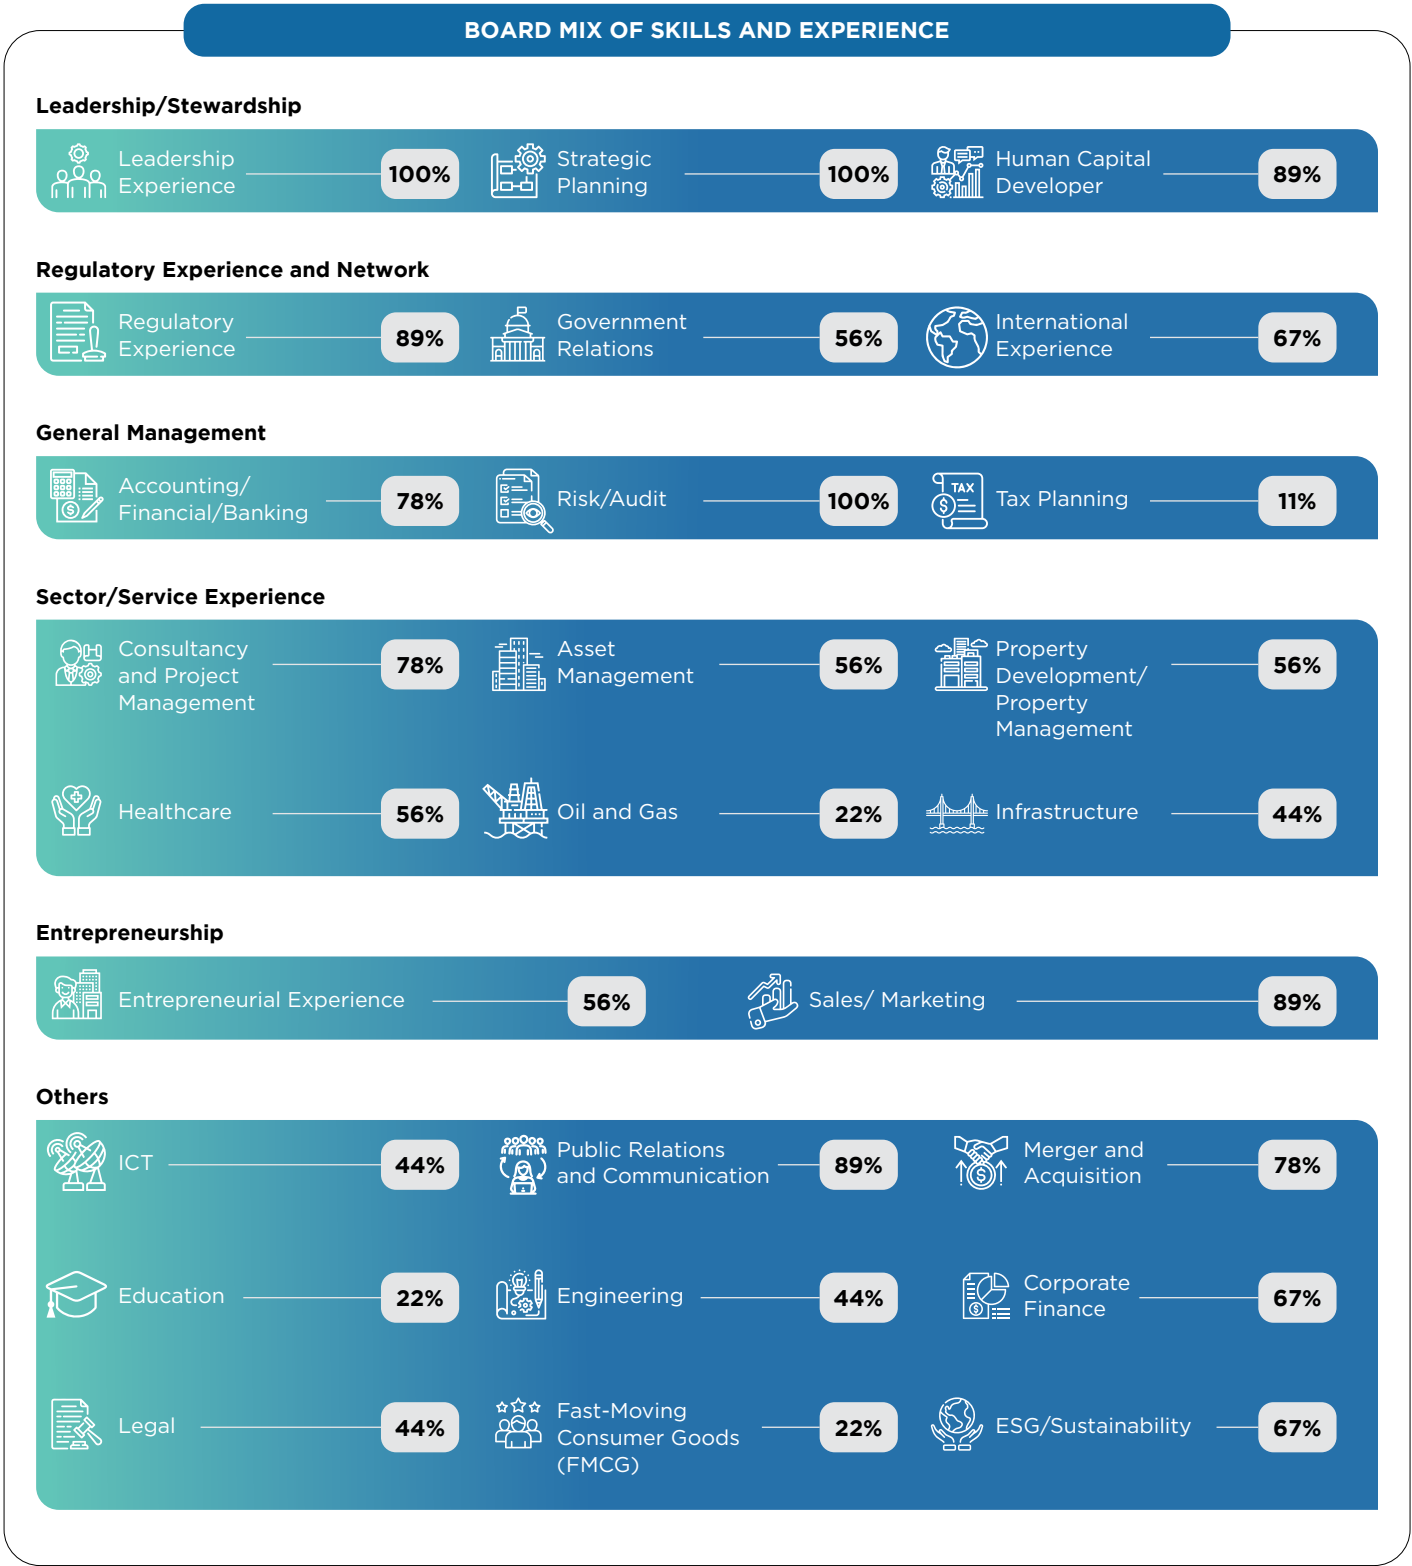 BOARD MIX OF SKILLS AND EXPERIENCE
Leadership/Stewardship
Leadership
Experience
100%
Strategic
Planning
100%
Human Capital
Developer
89%
Regulatory Experience and Network
Regulatory
Experience
89%
Government
Relations
56%
International
Experience
67%
General Management
Accounting/
Financial/Banking
78%
Risk/Audit
100%
TAX
Tax Planning
11%
Sector/Service Experience
Consultancy
and Project
Management
78%
Asset
Management
56%
Property
Development/
Property
Management
56%
Healthcare
56%
Oil and Gas
22%
Infrastructure
44%
Entrepreneurship
Entrepreneurial Experience
56%
Sales/ Marketing
89%
Others
ICT
44%
Public Relations
and Communication
89%
Merger and
Acquisition
78%
Education
22%
Engineering
44%
Corporate
Finance
67%
Legal
44%
Fast-Moving
Consumer Goods
(FMCG)
22%
ESG/Sustainability
67%